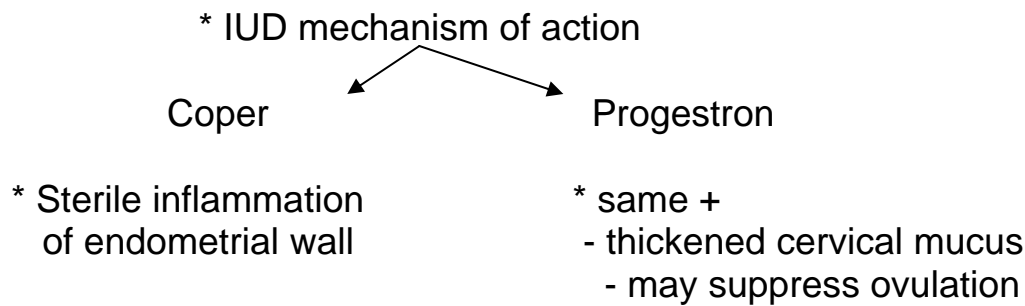 * IUD mechanism of action
Coper
Progestron
* Sterile inflammation
of endometrial wall
* same +
- thickened cervical mucus
- may suppress ovulation